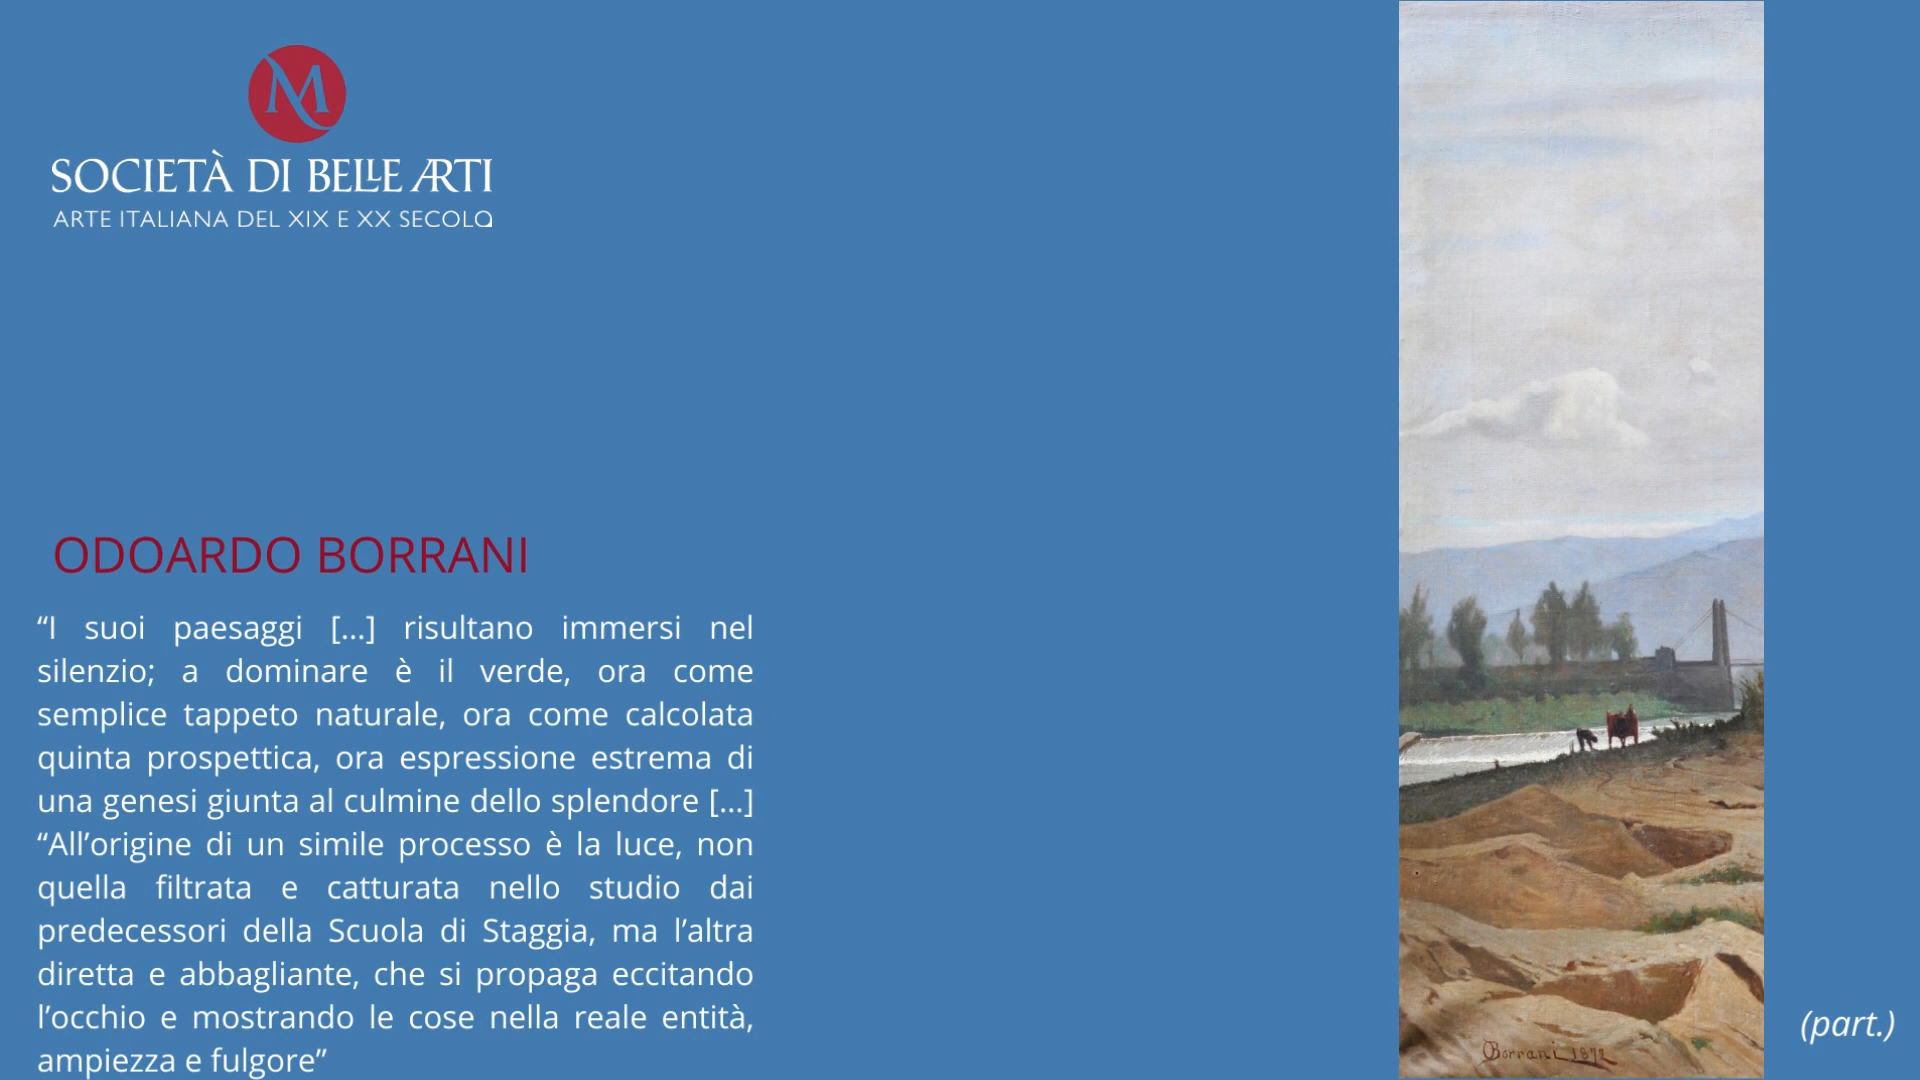 M
SOCIETÀ DI BELLE ARTI
ARTE ITALIANA DEL XIX E XX SECOLO
ODOARDO BORRANI
“I suoi paesaggi [...] risultano immersi nel
silenzio; a dominare è il verde, ora come
semplice tappeto naturale, ora come calcolata
quinta prospettica, ora espressione estrema di
una genesi giunta al culmine dello splendore [...]
“All’origine di un simile processo è la luce, non
quella filtrata e catturata nello studio dai
predecessori della Scuola di Staggia, ma l’altra
diretta e abbagliante, che si propaga eccitando
l’occhio e mostrando le cose nella reale entità,
ampiezza e fulgore”
(part.)
OBorrani 1872